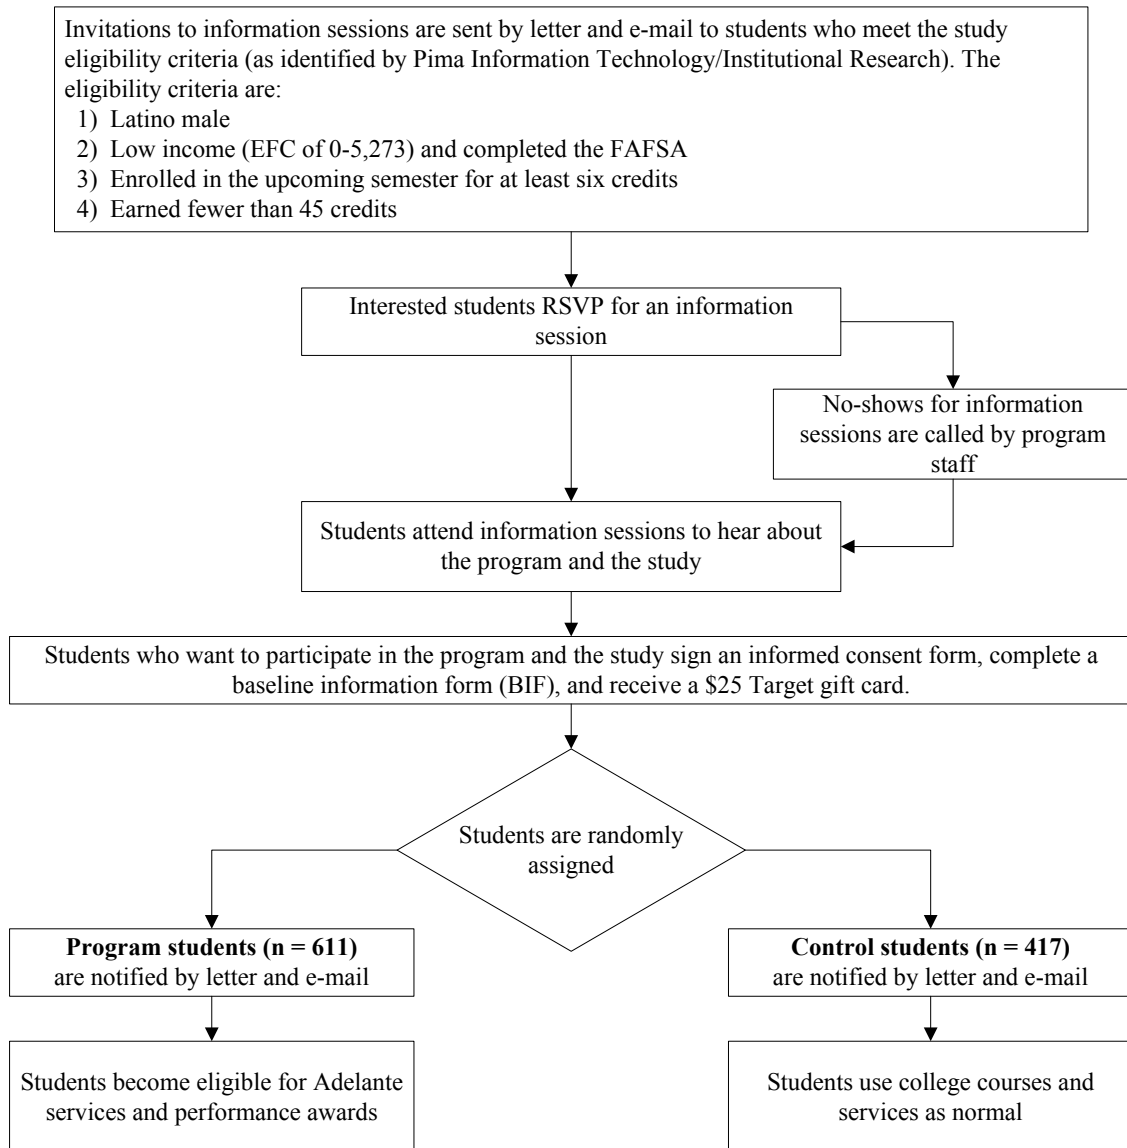 Invitations to information sessions are sent by letter and e-mail to students who meet the study
eligibility criteria (as identified by Pima Information Technology/Institutional Research). The
eligibility criteria are:
1) Latino male
2) Low income (EFC of 0-5,273) and completed the FAFSA
3) Enrolled in the upcoming semester for at least six credits
4) Earned fewer than 45 credits
Interested students RSVP for an information
session
No-shows for information
sessions are called by program
staff
Students attend information sessions to hear about
the program and the study
Students who want to participate in the program and the study sign an informed consent form, complete a
baseline information form (BIF), and receive a $25 Target gift card.
Students are randomly
assigned
Program students (n = 611)
are notified by letter and e-mail
Control students (n = 417)
are notified by letter and e-mail
Students become eligible for Adelante
services and performance awards
Students use college courses and
services as normal